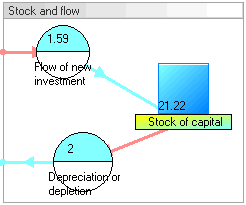 Stock and flow
1.59
Flow of new
investment
21.22
Stock of capital
2
Depreciation or
depletion